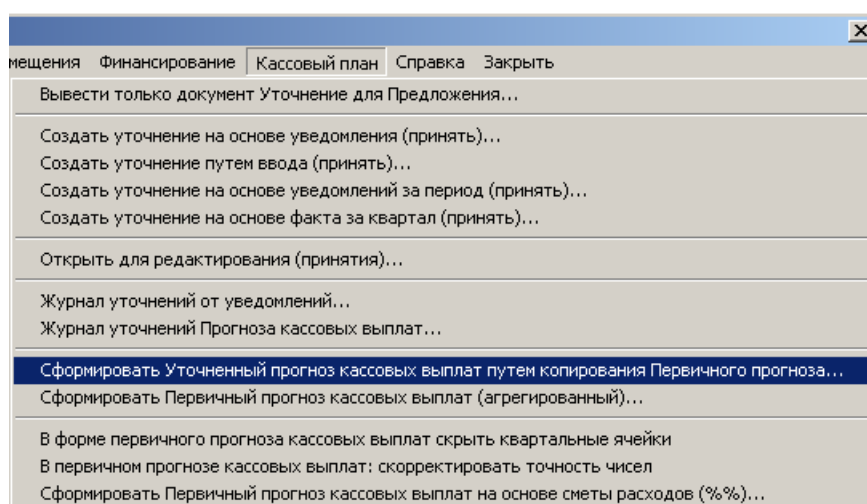 мещения Финансирование Кассовый план Справка Закрыть
Вывести только документ Уточнение для Предложения...
Создать уточнение на основе уведомления (принять)...
Создать уточнение путем ввода (принять)...
Создать уточнение на основе уведомлений за период (принять)...
Создать уточнение на основе факта за квартал (принять)...
Открыть для редактирования (принятия)...
Журнал уточнений от уведомлений...
Журнал уточнений Прогноза кассовых выплат...
Сформировать Уточненный прогноз кассовых выплат путем копирования Первичного прогноза...
Сформировать Первичный прогноз кассовых выплат (агрегированный)...
В форме первичного прогноза кассовых выплат скрыть квартальные ячейки
В первичном прогнозе кассовых выплат: скорректировать точность чисел
Сформировать Первичный прогноз кассовых выплат на основе сметы расходов (%%)...